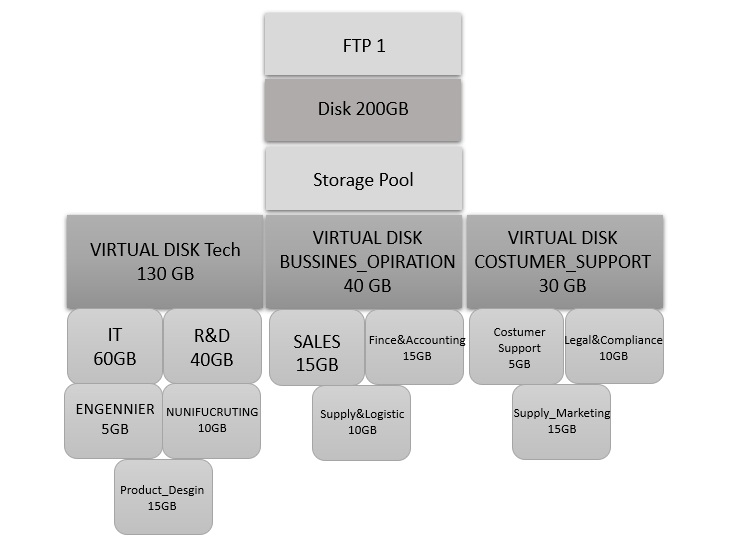 FTP 1
Disk 200GB
Storage Pool
VIRTUAL DISK Tech
130 GB
VIRTUAL DISK
BUSSINES_OPIRATION
40 GB
VIRTUAL DISK
COSTUMER_SUPPORT
30 GB
IT
60GB
R&D
40GB
SALES
15GB
Fince&Accounting
15GB
Costumer
Support
5GB
Legal&Compliance
10GB
ENGENNIER
5GB
NUNIFUCRUTING
10GB
Supply&Logistic
10GB
Supply_Marketing
15GB
Product_Desgin
15GB